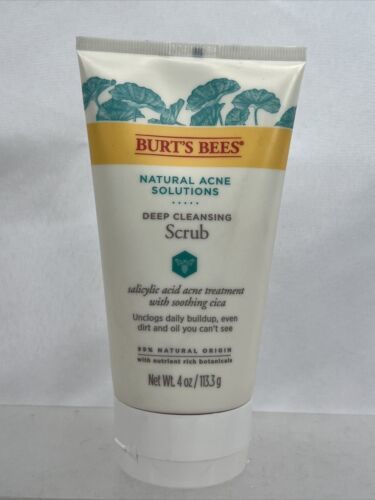 BURT'S BEES®
NATURAL ACNE
SOLUTIONS
DEEP CLEANSING
Scrub
salicylic acid acne treatment
with soothing cica
Unclogs daily buildup, even
dirt and oil you can't see
99% NATURAL ORIGIN
with nutrient rich botanicals
Net Wt. 4 oz / 113.3 g